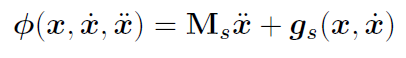 ϕ(x, ẋ, ẍ) = Mₛẍ + gₛ(x, ẋ)